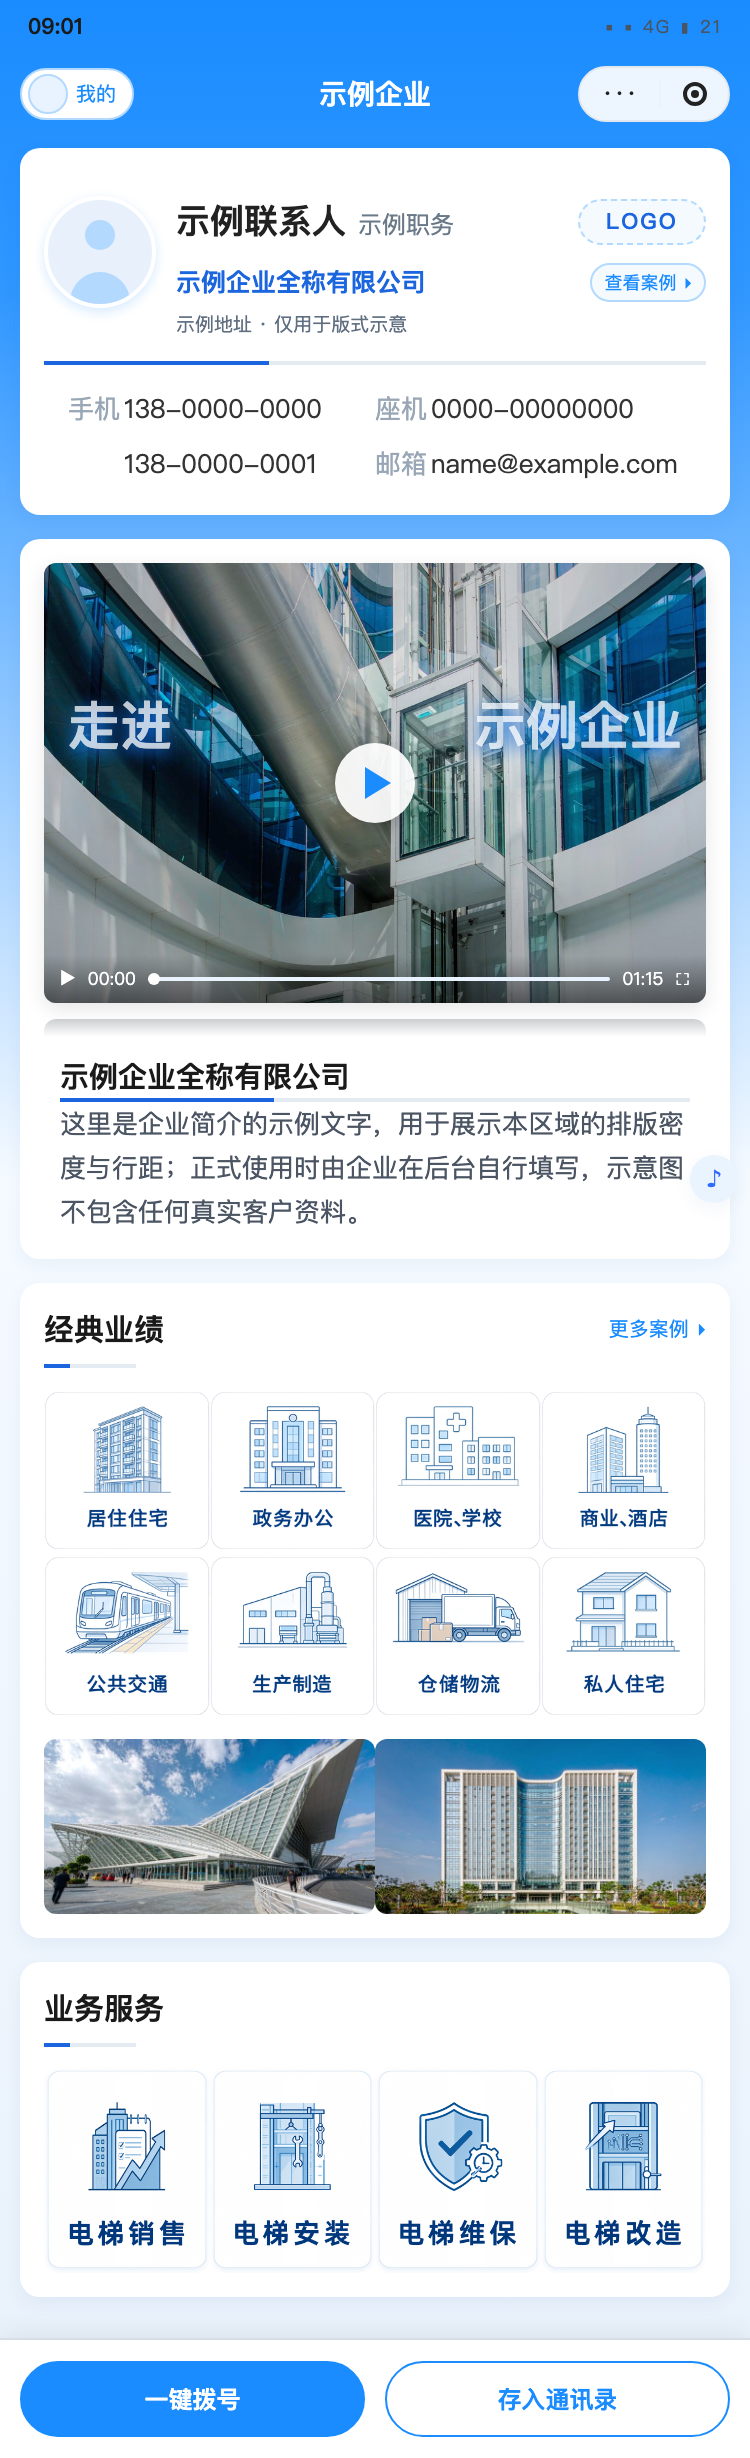 09:01 4G 21
我的 示例企业 ···
示例联系人 示例职务 LOGO
示例企业全称有限公司 查看案例
示例地址 · 仅用于版式示意
手机 138-0000-0000 座机 0000-00000000
138-0000-0001 邮箱 name@example.com
走进 示例企业
00:00 01:15
示例企业全称有限公司
这里是企业简介的示例文字，用于展示本区域的排版密
度与行距；正式使用时由企业在后台自行填写，示意图
不包含任何真实客户资料。
♪
经典业绩 更多案例
居住住宅 政务办公 医院、学校 商业、酒店
公共交通 生产制造 仓储物流 私人住宅
业务服务
电梯销售 电梯安装 电梯维保 电梯改造
一键拨号 存入通讯录